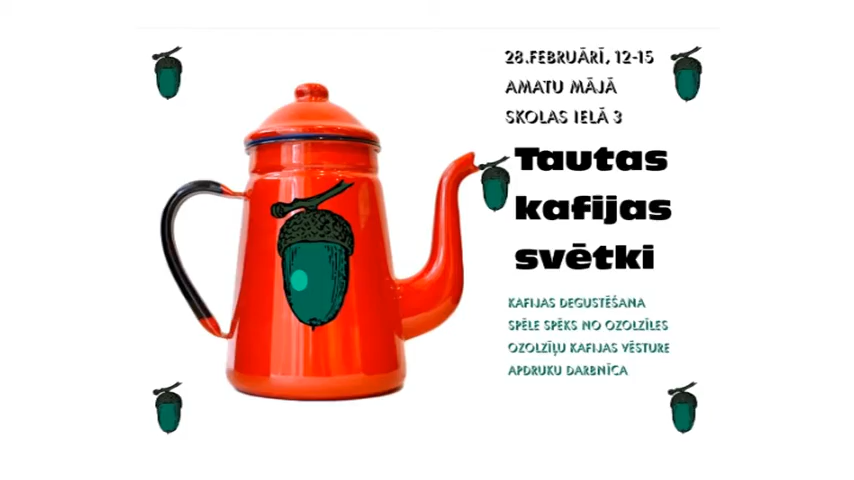 28.FEBRUĀRĪ, 12-15
AMATU MĀJĀ
SKOLAS IELĀ 3
Tautas
kafijas
svētki
KAFIJAS DEGUSTĒŠANA
SPĒLE SPĒKS NO OZOLZĪLES
OZOLZĪĻU KAFIJAS VĒSTURE
APDRUKU DARBNĪCA